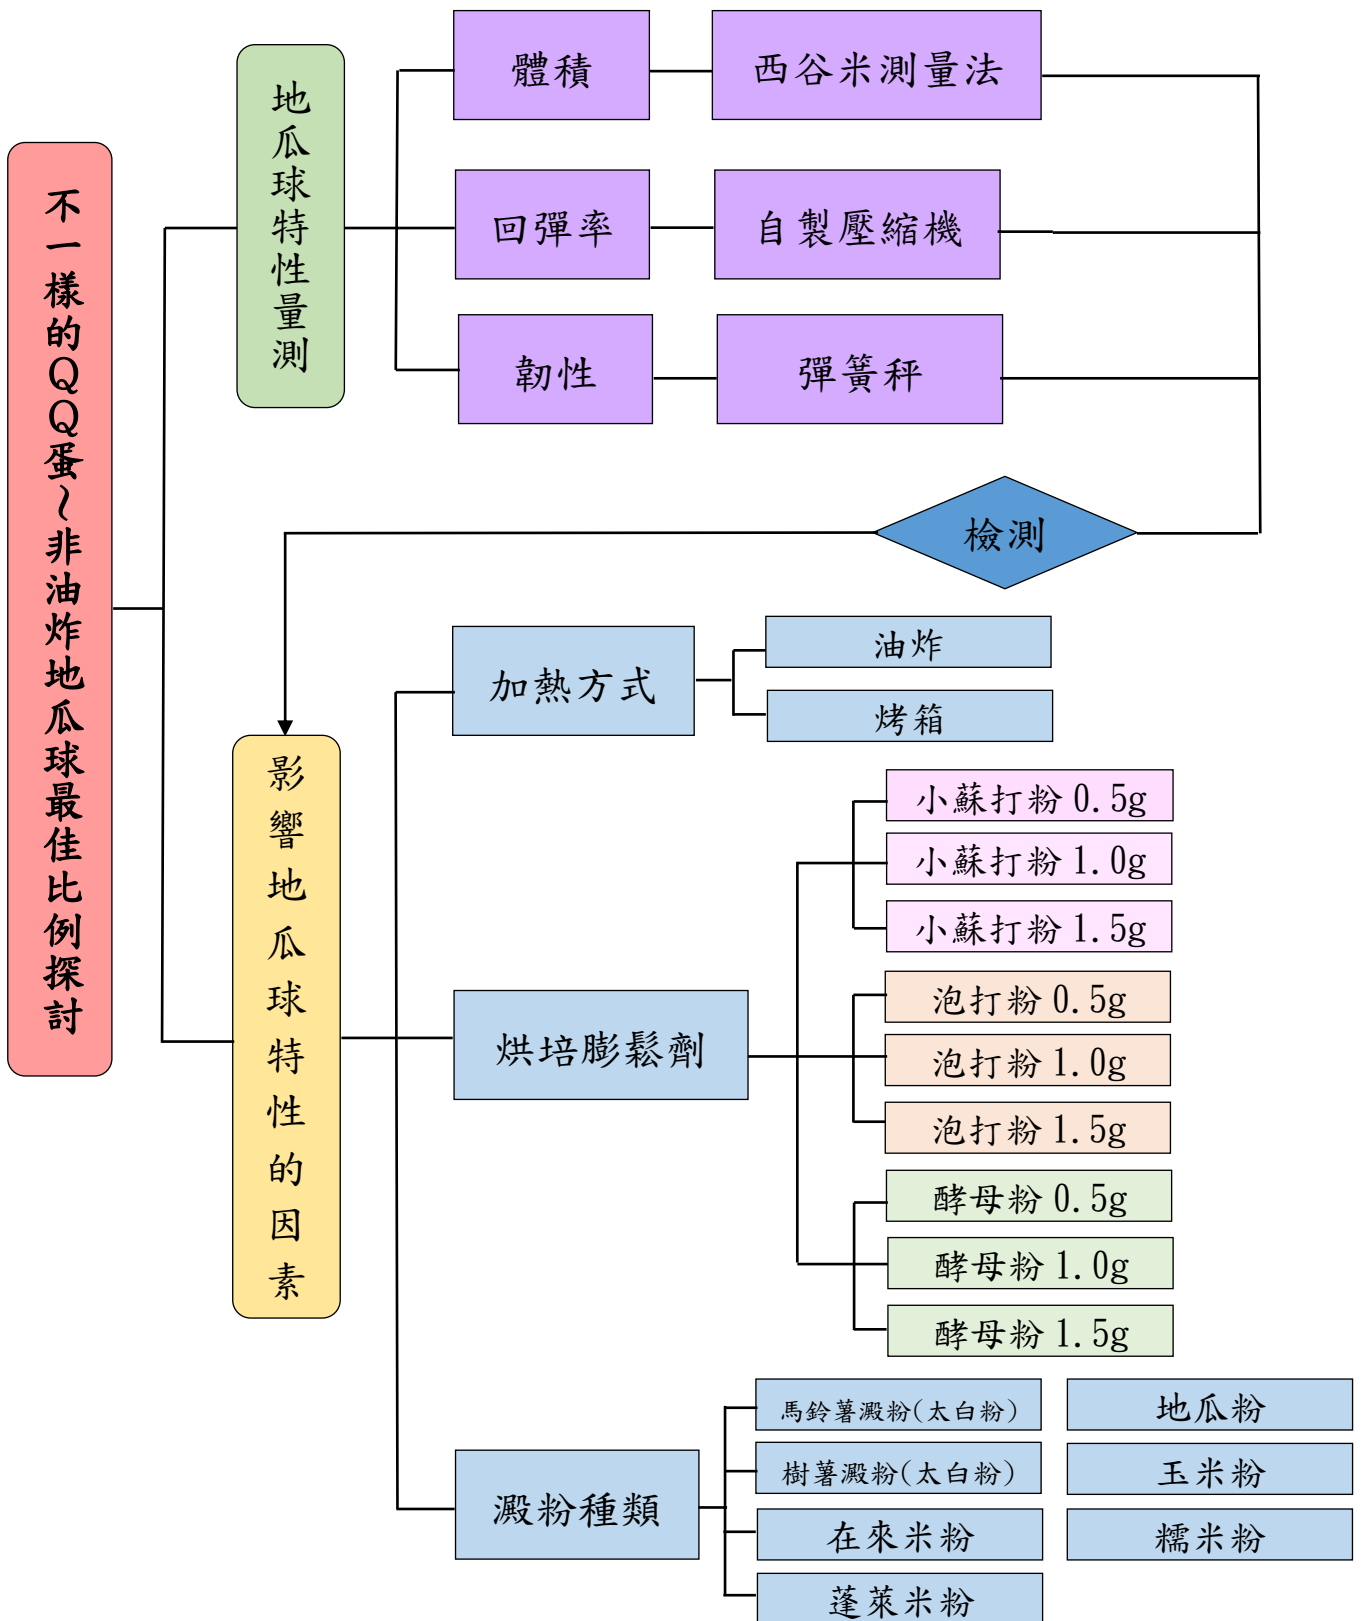 不一樣的QQ蛋~非油炸地瓜球最佳比例探討
地瓜球特性量測
體積
西谷米測量法
回彈率
自製壓縮機
韌性
彈簧秤
檢測
影響地瓜球特性的因素
加熱方式
油炸
烤箱
烘培膨鬆劑
小蘇打粉 0.5g
小蘇打粉 1.0g
小蘇打粉 1.5g
泡打粉 0.5g
泡打粉 1.0g
泡打粉 1.5g
酵母粉 0.5g
酵母粉 1.0g
酵母粉 1.5g
澱粉種類
馬鈴薯澱粉(太白粉)
地瓜粉
樹薯澱粉(太白粉)
玉米粉
在來米粉
糯米粉
蓬萊米粉